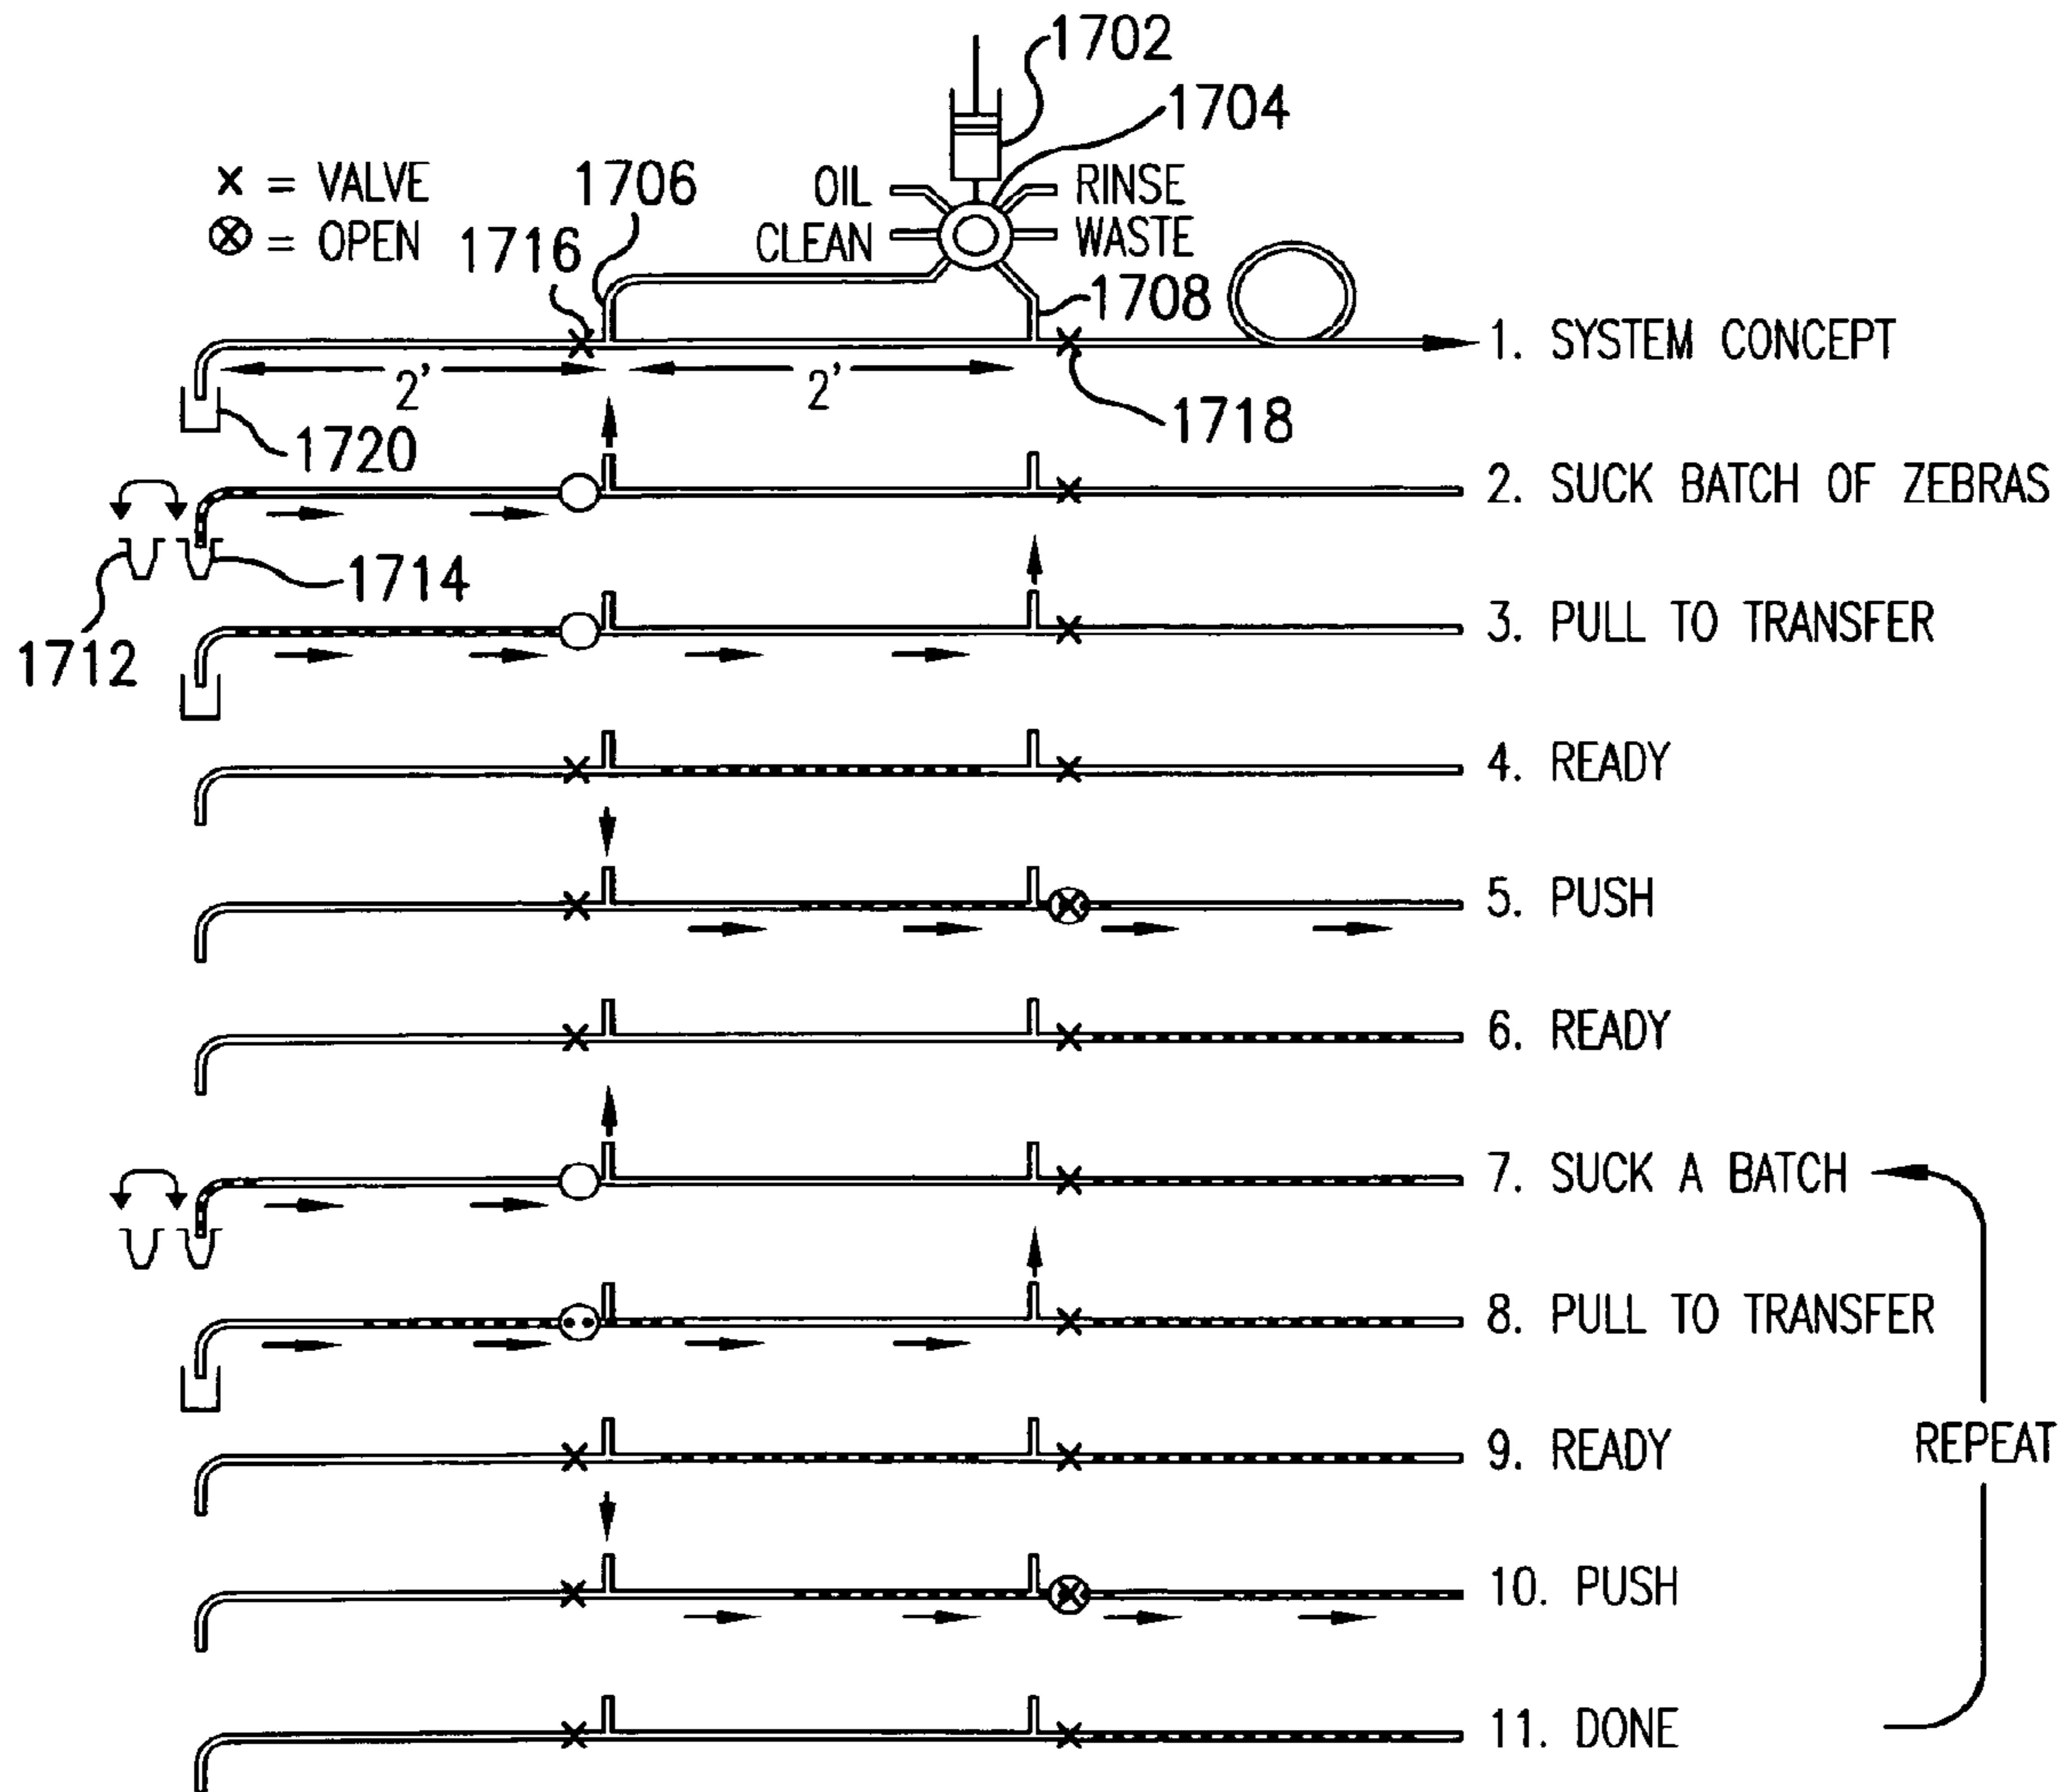 1702
1704
x = VALVE
⊗ = OPEN
1706
1716
OIL
RINSE
CLEAN
WASTE
1708
1. SYSTEM CONCEPT
2'
2'
1718
1720
2. SUCK BATCH OF ZEBRAS
1714
1712
3. PULL TO TRANSFER
4. READY
5. PUSH
6. READY
7. SUCK A BATCH
8. PULL TO TRANSFER
9. READY
REPEAT
10. PUSH
11. DONE